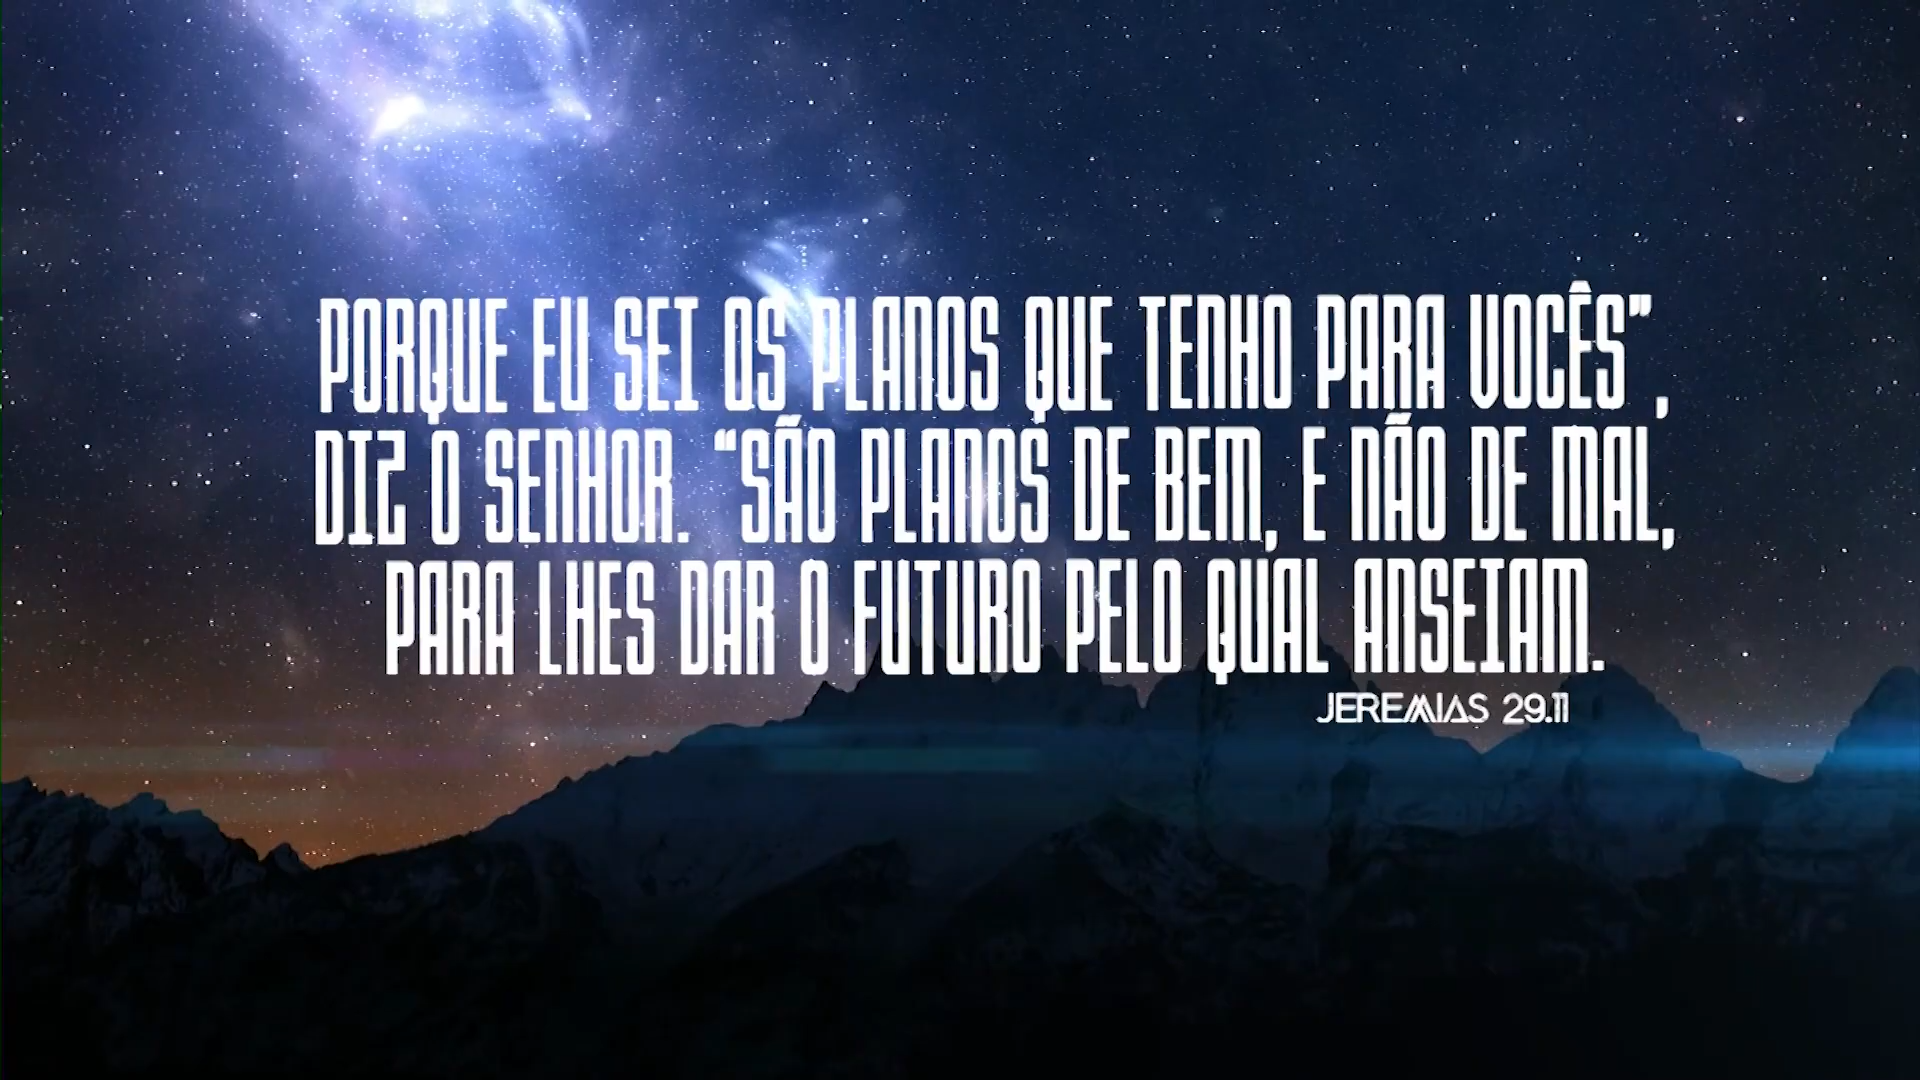 PORQUE EU SEI OS PLANOS QUE TENHO PARA VOCÊS”,
DIZ O SENHOR. “SÃO PLANOS DE BEM, E NÃO DE MAL,
PARA LHES DAR O FUTURO PELO QUAL ANSEIAM.
JEREMIAS 29.11